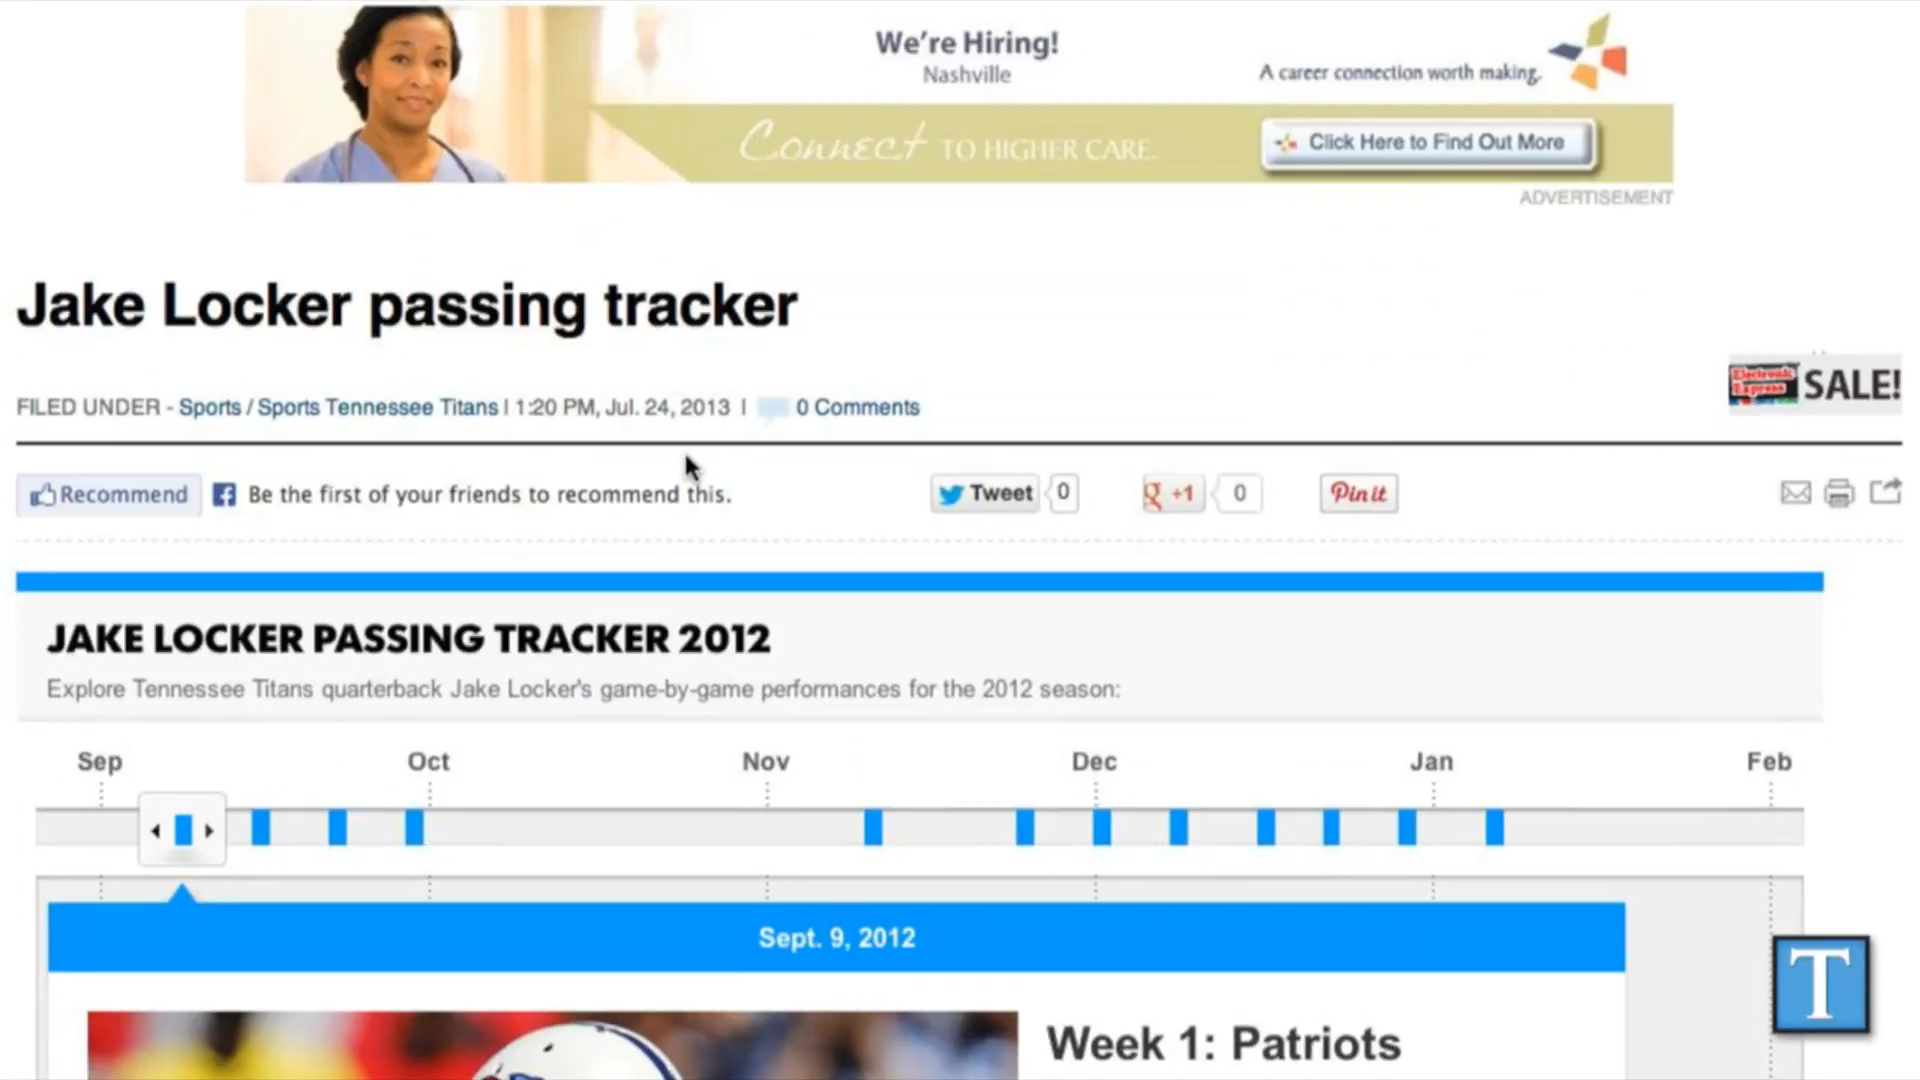 We're Hiring!
Nashville
A career connection worth making.
Connect TO HIGHER CARE.
Click Here to Find Out More
ADVERTISEMENT
Jake Locker passing tracker
Electronic Express SALE!
FILED UNDER - Sports / Sports Tennessee Titans | 1:20 PM, Jul. 24, 2013 | 0 Comments
Recommend Be the first of your friends to recommend this. Tweet 0 g +1 0 Pin it
JAKE LOCKER PASSING TRACKER 2012
Explore Tennessee Titans quarterback Jake Locker's game-by-game performances for the 2012 season:
Sep Oct Nov Dec Jan Feb
Sept. 9, 2012
T
Week 1: Patriots